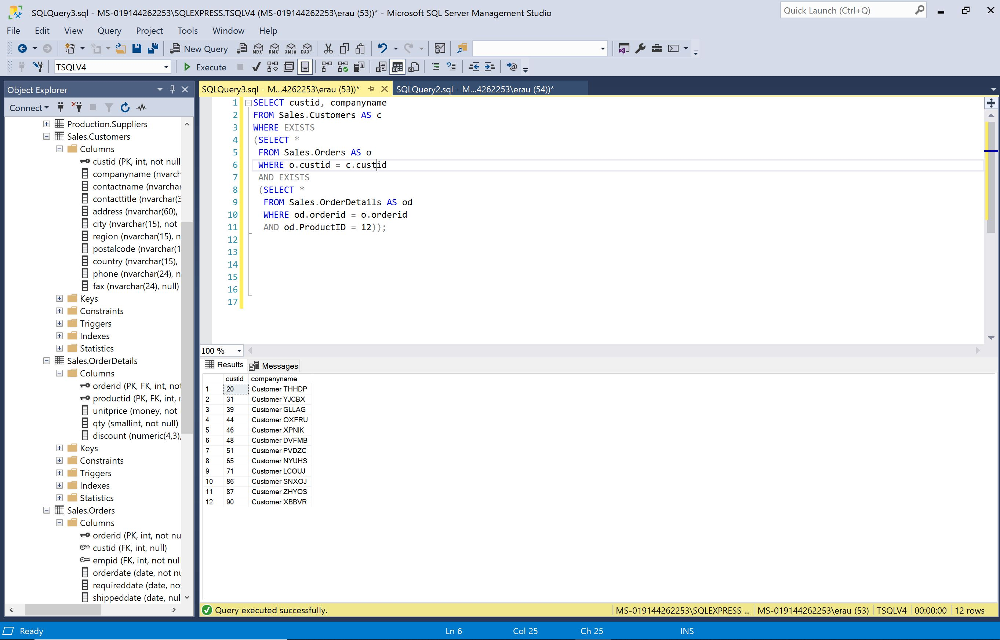 SQLQuery3.sql - MS-019144262253\SQLEXPRESS.TSQLV4 (MS-019144262253\erau (53))* - Microsoft SQL Server Management Studio
Quick Launch (Ctrl+Q)
File Edit View Query Project Tools Window Help
New Query MDX DMX XMLA DAX
TSQLV4 Execute
Object Explorer
Connect
Production.Suppliers
Sales.Customers
Columns
custid (PK, int, not null
companyname (nvarch
contactname (nvarchar
contacttitle (nvarchar(3
address (nvarchar(60),
city (nvarchar(15), not
region (nvarchar(15), n
postalcode (nvarchar(1
country (nvarchar(15),
phone (nvarchar(24), n
fax (nvarchar(24), null)
Keys
Constraints
Triggers
Indexes
Statistics
Sales.OrderDetails
Columns
orderid (PK, FK, int, not
productid (PK, FK, int, r
unitprice (money, not
qty (smallint, not null)
discount (numeric(4,3),
Keys
Constraints
Triggers
Indexes
Statistics
Sales.Orders
Columns
orderid (PK, int, not nu
custid (FK, int, null)
empid (FK, int, not nul
orderdate (date, not nu
requireddate (date, no
shippeddate (date, nul
SQLQuery3.sql - M...4262253\erau (53))* SQLQuery2.sql - M...4262253\erau (54))*
1 SELECT custid, companyname
2 FROM Sales.Customers AS c
3 WHERE EXISTS
4 (SELECT *
5 FROM Sales.Orders AS o
6 WHERE o.custid = c.custid
7 AND EXISTS
8 (SELECT *
9 FROM Sales.OrderDetails AS od
10 WHERE od.orderid = o.orderid
11 AND od.ProductID = 12));
12
13
14
15
16
17
100 %
Results Messages
custid companyname
1 20 Customer THHDP
2 31 Customer YJCBX
3 39 Customer GLLAG
4 44 Customer OXFRU
5 46 Customer XPNIK
6 48 Customer DVFMB
7 51 Customer PVDZC
8 65 Customer NYUHS
9 71 Customer LCOUJ
10 86 Customer SNXOJ
11 87 Customer ZHYOS
12 90 Customer XBBVR
Query executed successfully. MS-019144262253\SQLEXPRESS ... MS-019144262253\erau (53) TSQLV4 00:00:00 12 rows
Ready Ln 6 Col 25 Ch 25 INS